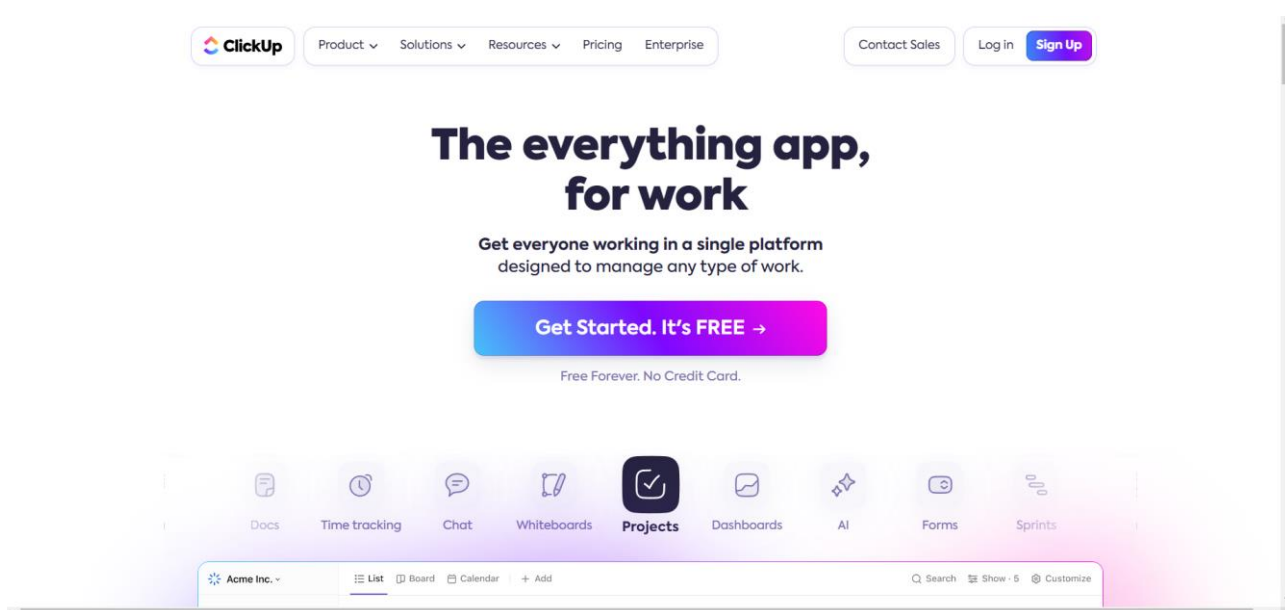 ClickUp Product Solutions Resources Pricing Enterprise Contact Sales Log in Sign Up
The everything app,
for work
Get everyone working in a single platform
designed to manage any type of work.
Get Started. It's FREE →
Free Forever. No Credit Card.
Docs Time tracking Chat Whiteboards Projects Dashboards AI Forms Sprints
Acme Inc. List Board Calendar + Add Search Show · 5 Customize